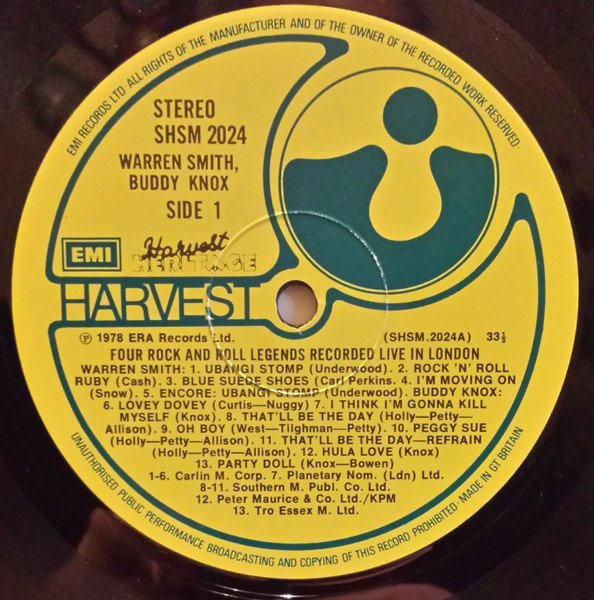 EMI RECORDS LTD ALL RIGHTS OF THE MANUFACTURER AND OF THE OWNER OF THE RECORDED WORK RESERVED.
STEREO
SHSM 2024
WARREN SMITH,
BUDDY KNOX
SIDE 1
EMI
Harvest
HERITAGE
HARVEST
Ⓟ 1978 ERA Records Ltd. (SHSM.2024A) 33⅓
FOUR ROCK AND ROLL LEGENDS RECORDED LIVE IN LONDON
WARREN SMITH: 1. UBANGI STOMP (Underwood). 2. ROCK 'N' ROLL
RUBY (Cash). 3. BLUE SUEDE SHOES (Carl Perkins. 4. I'M MOVING ON
(Snow). 5. ENCORE: UBANGI STOMP (Underwood). BUDDY KNOX:
6. LOVEY DOVEY (Curtis—Nuggy) 7. I THINK I'M GONNA KILL
MYSELF (Knox). 8. THAT'LL BE THE DAY (Holly—Petty—
Allison). 9. OH BOY (West—Tilghman—Petty). 10. PEGGY SUE
(Holly—Petty—Allison). 11. THAT'LL BE THE DAY—REFRAIN
(Holly—Petty—Allison). 12. HULA LOVE (Knox)
13. PARTY DOLL (Knox—Bowen)
1-6. Carlin M. Corp. 7. Planetary Nom. (Ldn) Ltd.
8-11. Southern M. Publ. Co. Ltd.
12. Peter Maurice & Co. Ltd./KPM
13. Tro Essex M. Ltd.
UNAUTHORISED PUBLIC PERFORMANCE BROADCASTING AND COPYING OF THIS RECORD PROHIBITED · MADE IN GT BRITAIN